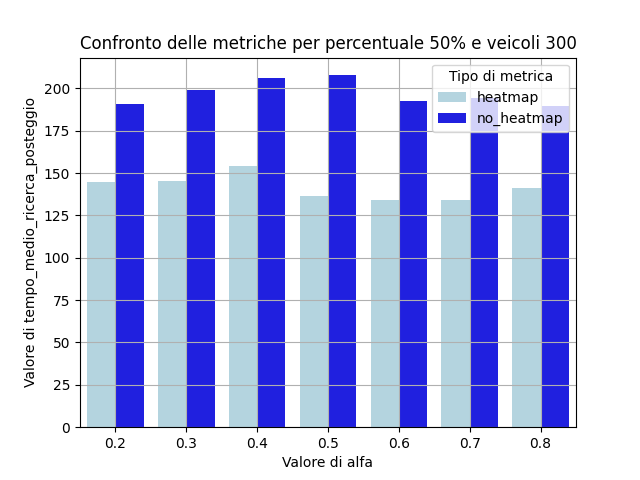 Confronto delle metriche per percentuale 50% e veicoli 300
Tipo di metrica
heatmap
no_heatmap
Valore di tempo_medio_ricerca_posteggio
200
175
150
125
100
75
50
25
0
0.2 0.3 0.4 0.5 0.6 0.7 0.8
Valore di alfa